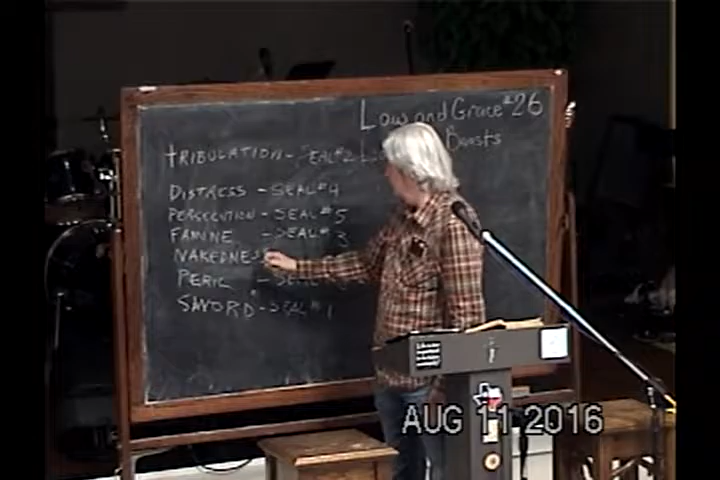 Law and Grace #26
Boasts
TRIBULATION - SEAL #2
DISTRESS - SEAL #4
PERSECUTION - SEAL #5
FAMINE - SEAL # 3
NAKEDNES
PERIL -
SWORD - SEAL # 1
AUG 11 2016